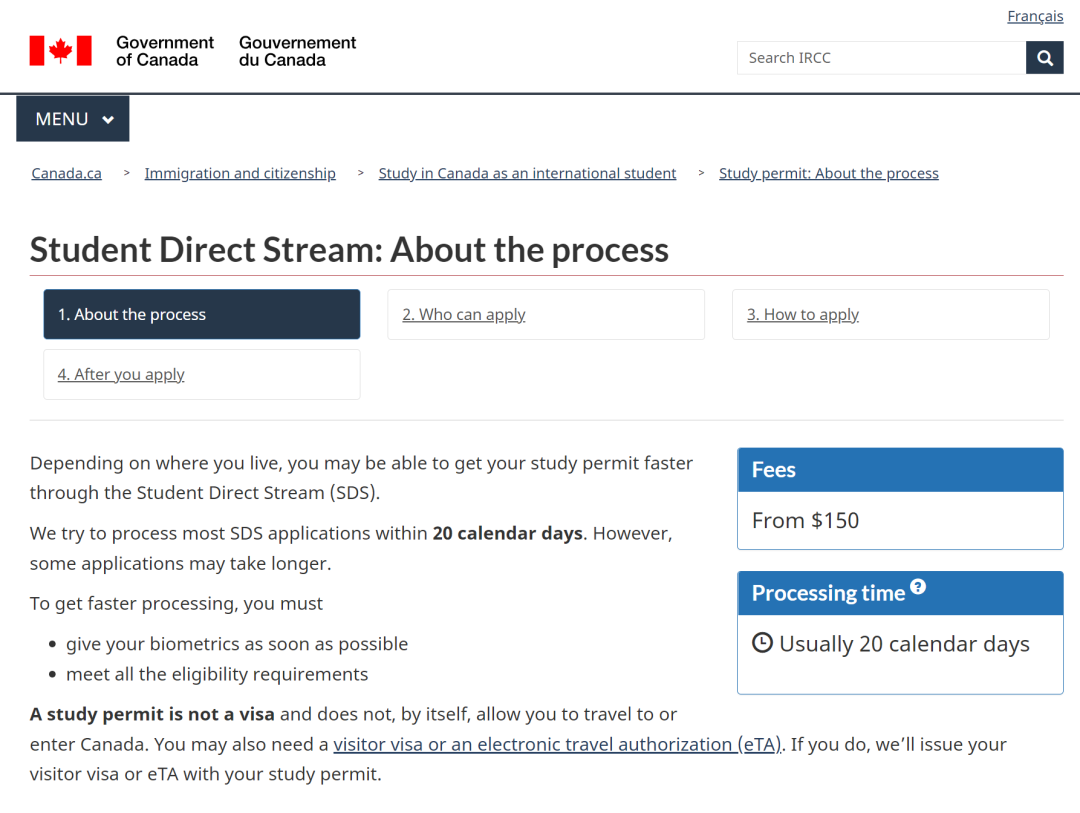 Français
Government
of Canada
Gouvernement
du Canada
Search IRCC
MENU
Canada.ca > Immigration and citizenship > Study in Canada as an international student > Study permit: About the process
Student Direct Stream: About the process
1. About the process
2. Who can apply
3. How to apply
4. After you apply
Depending on where you live, you may be able to get your study permit faster
through the Student Direct Stream (SDS).
We try to process most SDS applications within 20 calendar days. However,
some applications may take longer.
To get faster processing, you must
• give your biometrics as soon as possible
• meet all the eligibility requirements
A study permit is not a visa and does not, by itself, allow you to travel to or
enter Canada. You may also need a visitor visa or an electronic travel authorization (eTA). If you do, we’ll issue your
visitor visa or eTA with your study permit.
Fees
From $150
Processing time ?
Usually 20 calendar days